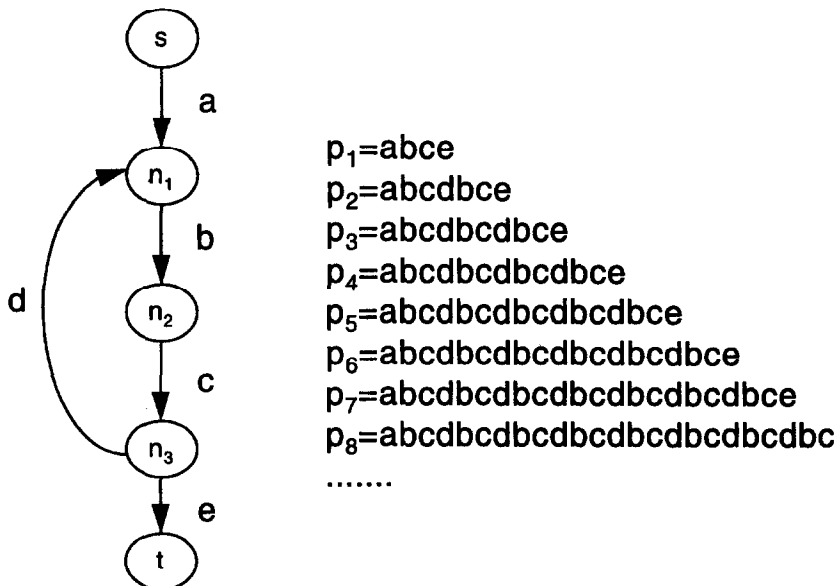 s
a
n₁
b
d
n₂
c
n₃
e
t
p₁=abce
p₂=abcdbce
p₃=abcdbcdbce
p₄=abcdbcdbcdbce
p₅=abcdbcdbcdbcdbce
p₆=abcdbcdbcdbcdbcdbce
p₇=abcdbcdbcdbcdbcdbcdbce
p₈=abcdbcdbcdbcdbcdbcdbcdbc
.......